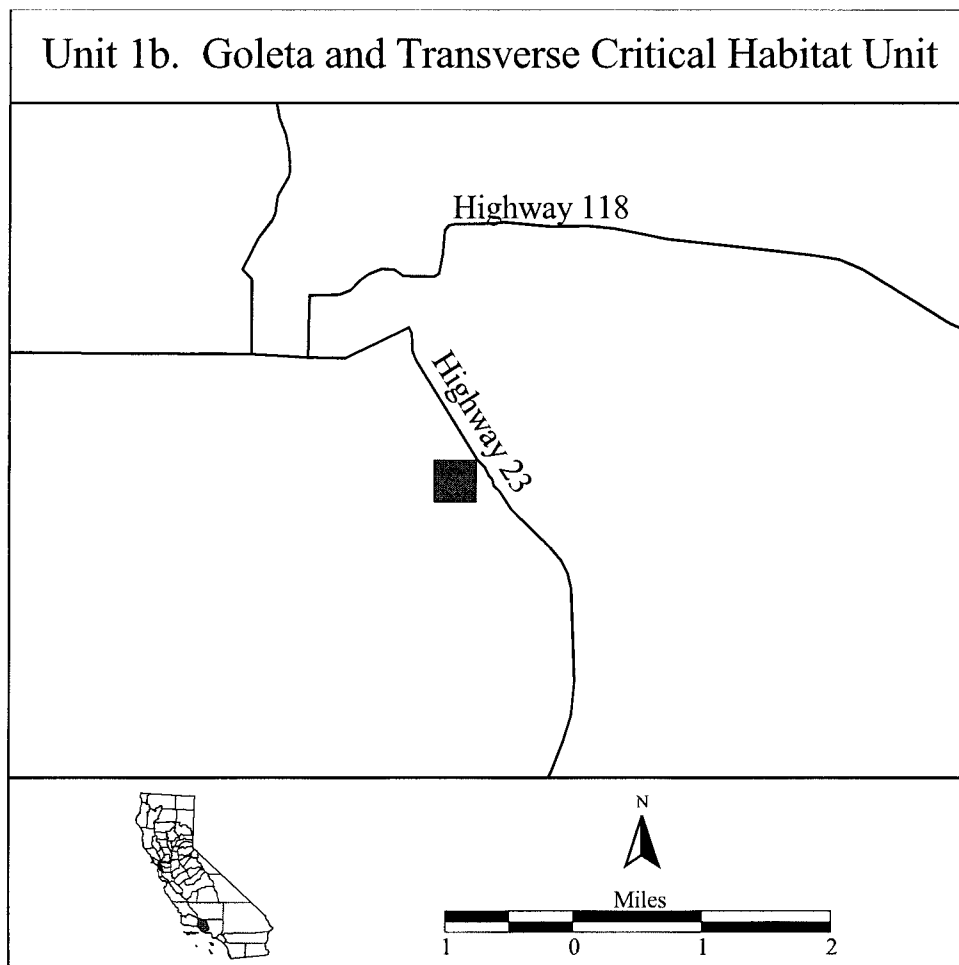 Unit 1b. Goleta and Transverse Critical Habitat Unit
Highway 118
Highway 23
N
Miles
1 0 1 2